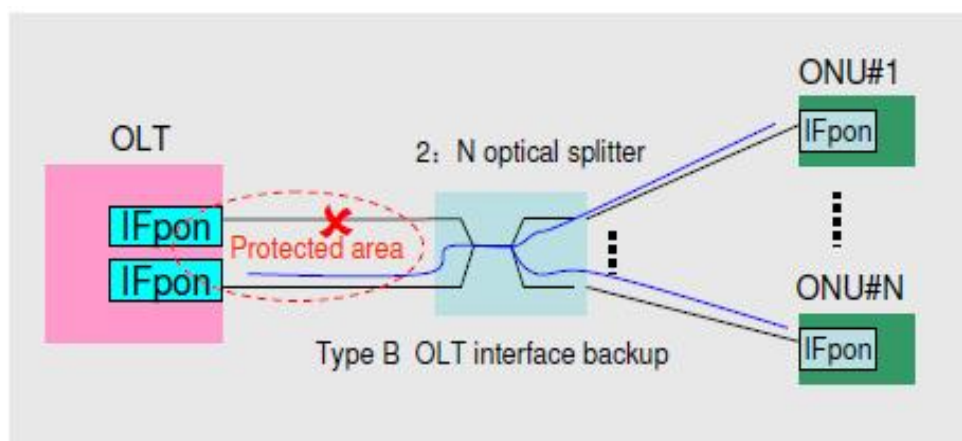 ONU#1
IFpon
OLT
2：N optical splitter
IFpon
Protected area
IFpon
ONU#N
IFpon
Type B OLT interface backup